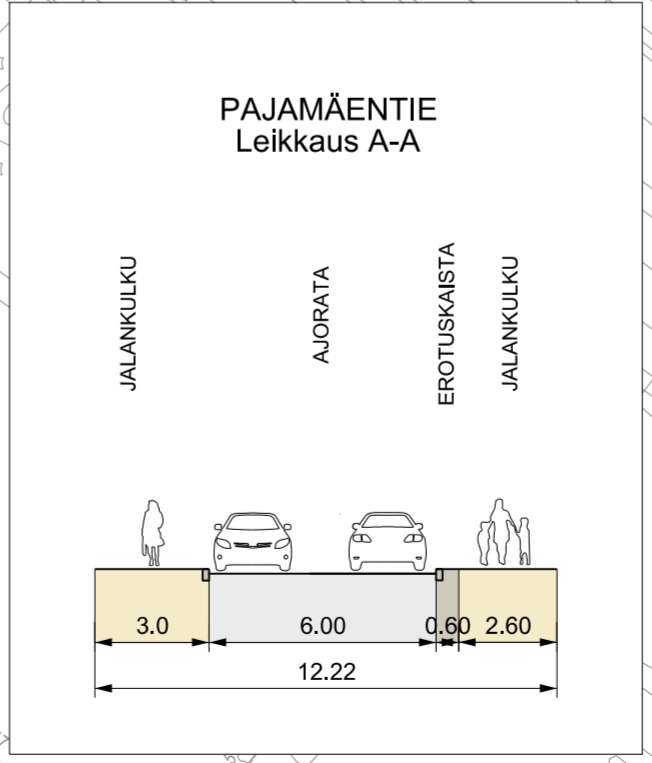 PAJAMÄENTIE
Leikkaus A-A
JALANKULKU
AJORATA
EROTUSKAISTA
JALANKULKU
3.0
6.00
0.60
2.60
12.22